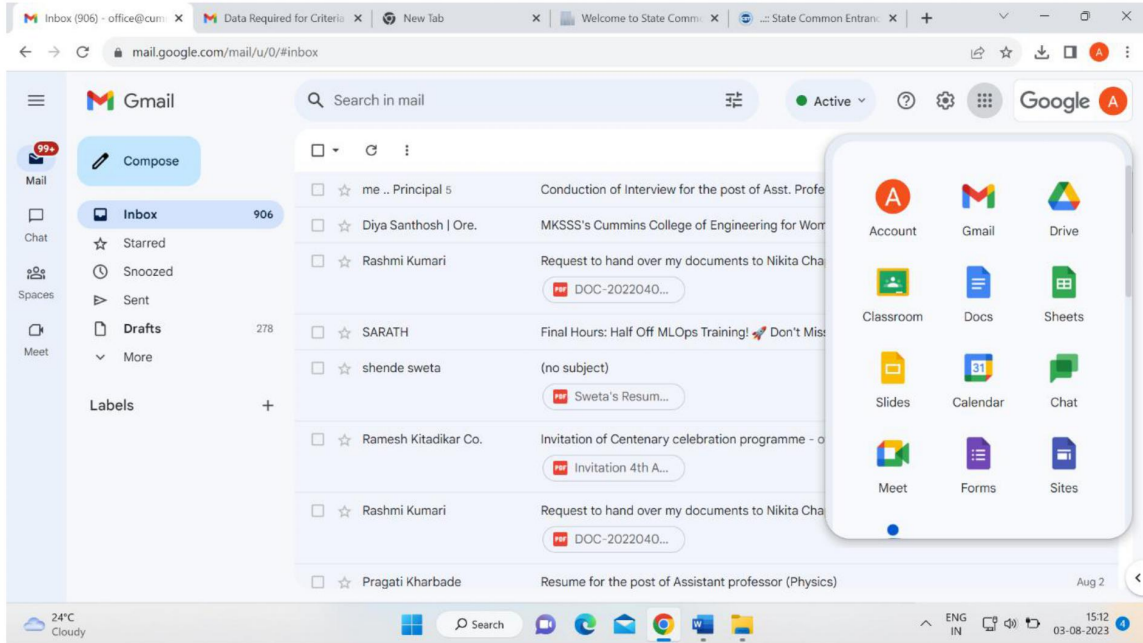 Inbox (906) - office@cum
Data Required for Criteria
New Tab
Welcome to State Comm
..:: State Common Entranc
mail.google.com/mail/u/0/#inbox
A
Gmail
Search in mail
Active
Google
A
99+
Mail
Chat
Spaces
Meet
Compose
Inbox 906
Starred
Snoozed
Sent
Drafts 278
More
Labels
me .. Principal 5 Conduction of Interview for the post of Asst. Profe
Diya Santhosh | Ore. MKSSS's Cummins College of Engineering for Wom
Rashmi Kumari Request to hand over my documents to Nikita Cha
PDF DOC-2022040...
SARATH Final Hours: Half Off MLOps Training! 🚀 Don't Miss
shende sweta (no subject)
PDF Sweta's Resum...
Ramesh Kitadikar Co. Invitation of Centenary celebration programme - o
PDF Invitation 4th A...
Rashmi Kumari Request to hand over my documents to Nikita Cha
PDF DOC-2022040...
Pragati Kharbade Resume for the post of Assistant professor (Physics) Aug 2
A
Account Gmail Drive
Classroom Docs Sheets
31
Slides Calendar Chat
Meet Forms Sites
24°C
Cloudy
Search
ENG
IN
15:12
03-08-2023
4